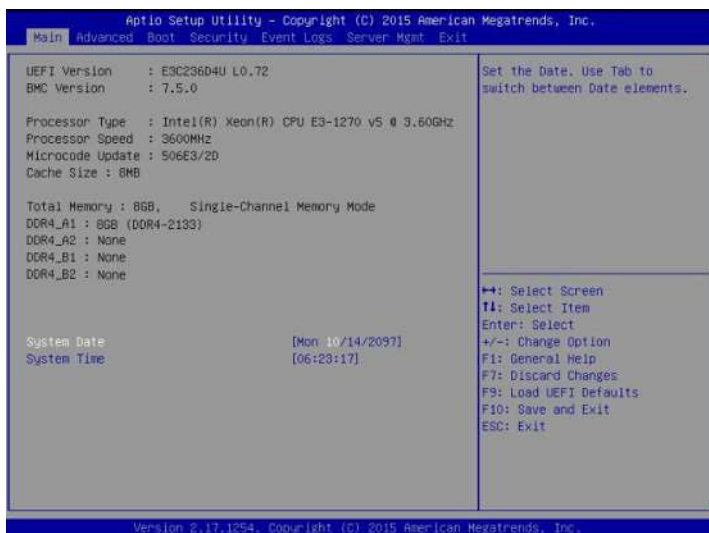 Aptio Setup Utility – Copyright (C) 2015 American Megatrends, Inc.
Main Advanced Boot Security Event Logs Server Mgmt Exit
UEFI Version : E3C236D4U L0.72
BMC Version : 7.5.0
Processor Type : Intel(R) Xeon(R) CPU E3-1270 v5 @ 3.60GHz
Processor Speed : 3600MHz
Microcode Update : 506E3/2D
Cache Size : 8MB
Total Memory : 8GB, Single-Channel Memory Mode
DDR4_A1 : 8GB (DDR4-2133)
DDR4_A2 : None
DDR4_B1 : None
DDR4_B2 : None
System Date [Mon 10/14/2097]
System Time [06:23:17]
Set the Date. Use Tab to
switch between Date elements.
↔: Select Screen
↑↓: Select Item
Enter: Select
+/-: Change Option
F1: General Help
F7: Discard Changes
F9: Load UEFI Defaults
F10: Save and Exit
ESC: Exit
Version 2.17.1254. Copyright (C) 2015 American Megatrends, Inc.